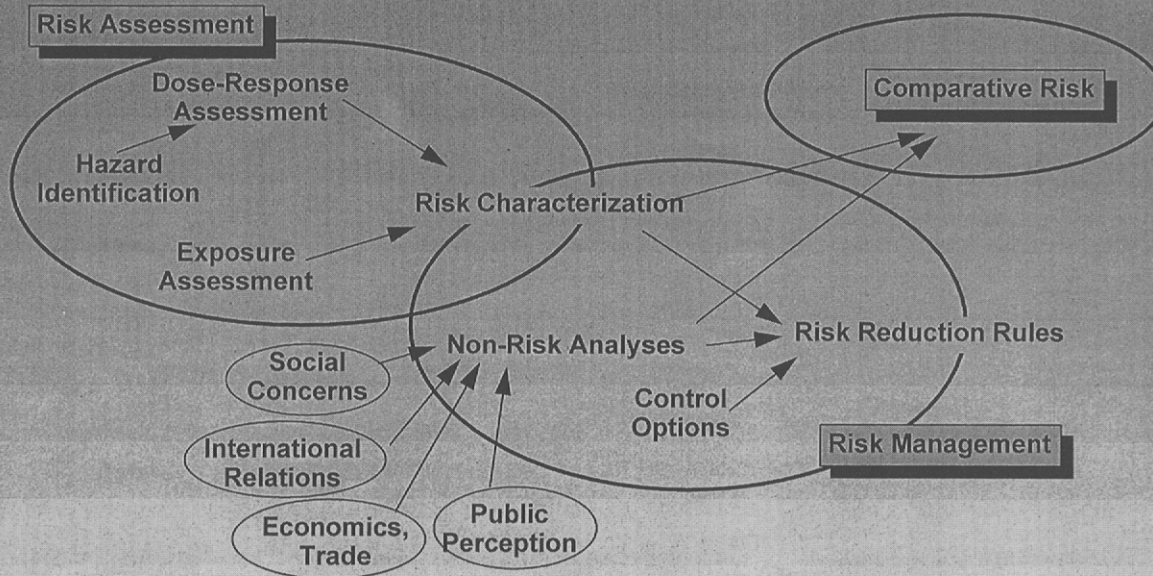 Risk Assessment
Dose-Response
Assessment
Hazard
Identification
Exposure
Assessment
Risk Characterization
Comparative Risk
Non-Risk Analyses
Risk Reduction Rules
Social
Concerns
International
Relations
Economics,
Trade
Public
Perception
Control
Options
Risk Management